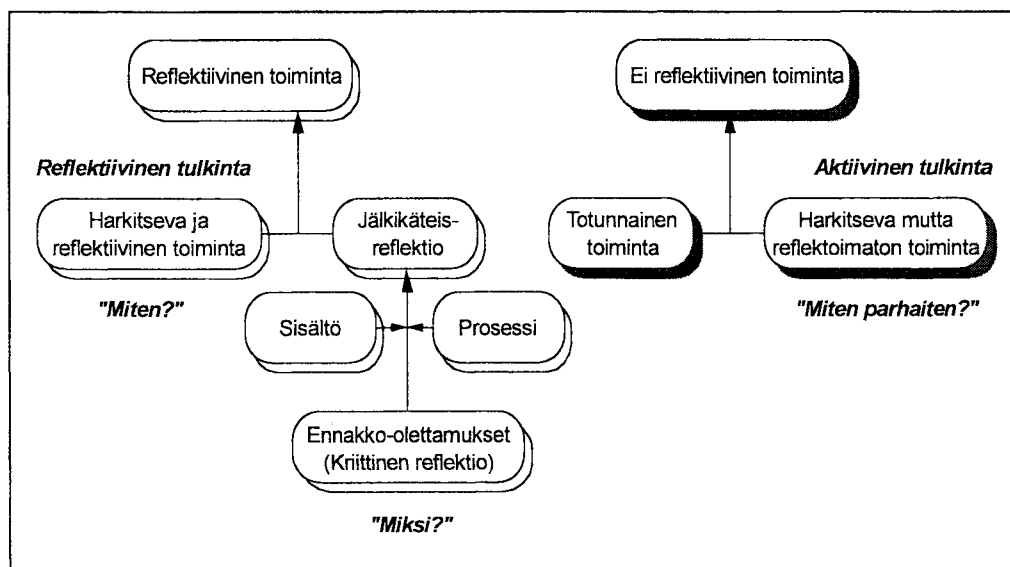 Reflektiivinen toiminta
Ei reflektiivinen toiminta
Reflektiivinen tulkinta
Aktiivinen tulkinta
Harkitseva ja
reflektiivinen toiminta
Jälkikäteis-
reflektio
Totunnainen
toiminta
Harkitseva mutta
reflektoimaton toiminta
"Miten?"
"Miten parhaiten?"
Sisältö
Prosessi
Ennakko-olettamukset
(Kriittinen reflektio)
"Miksi?"